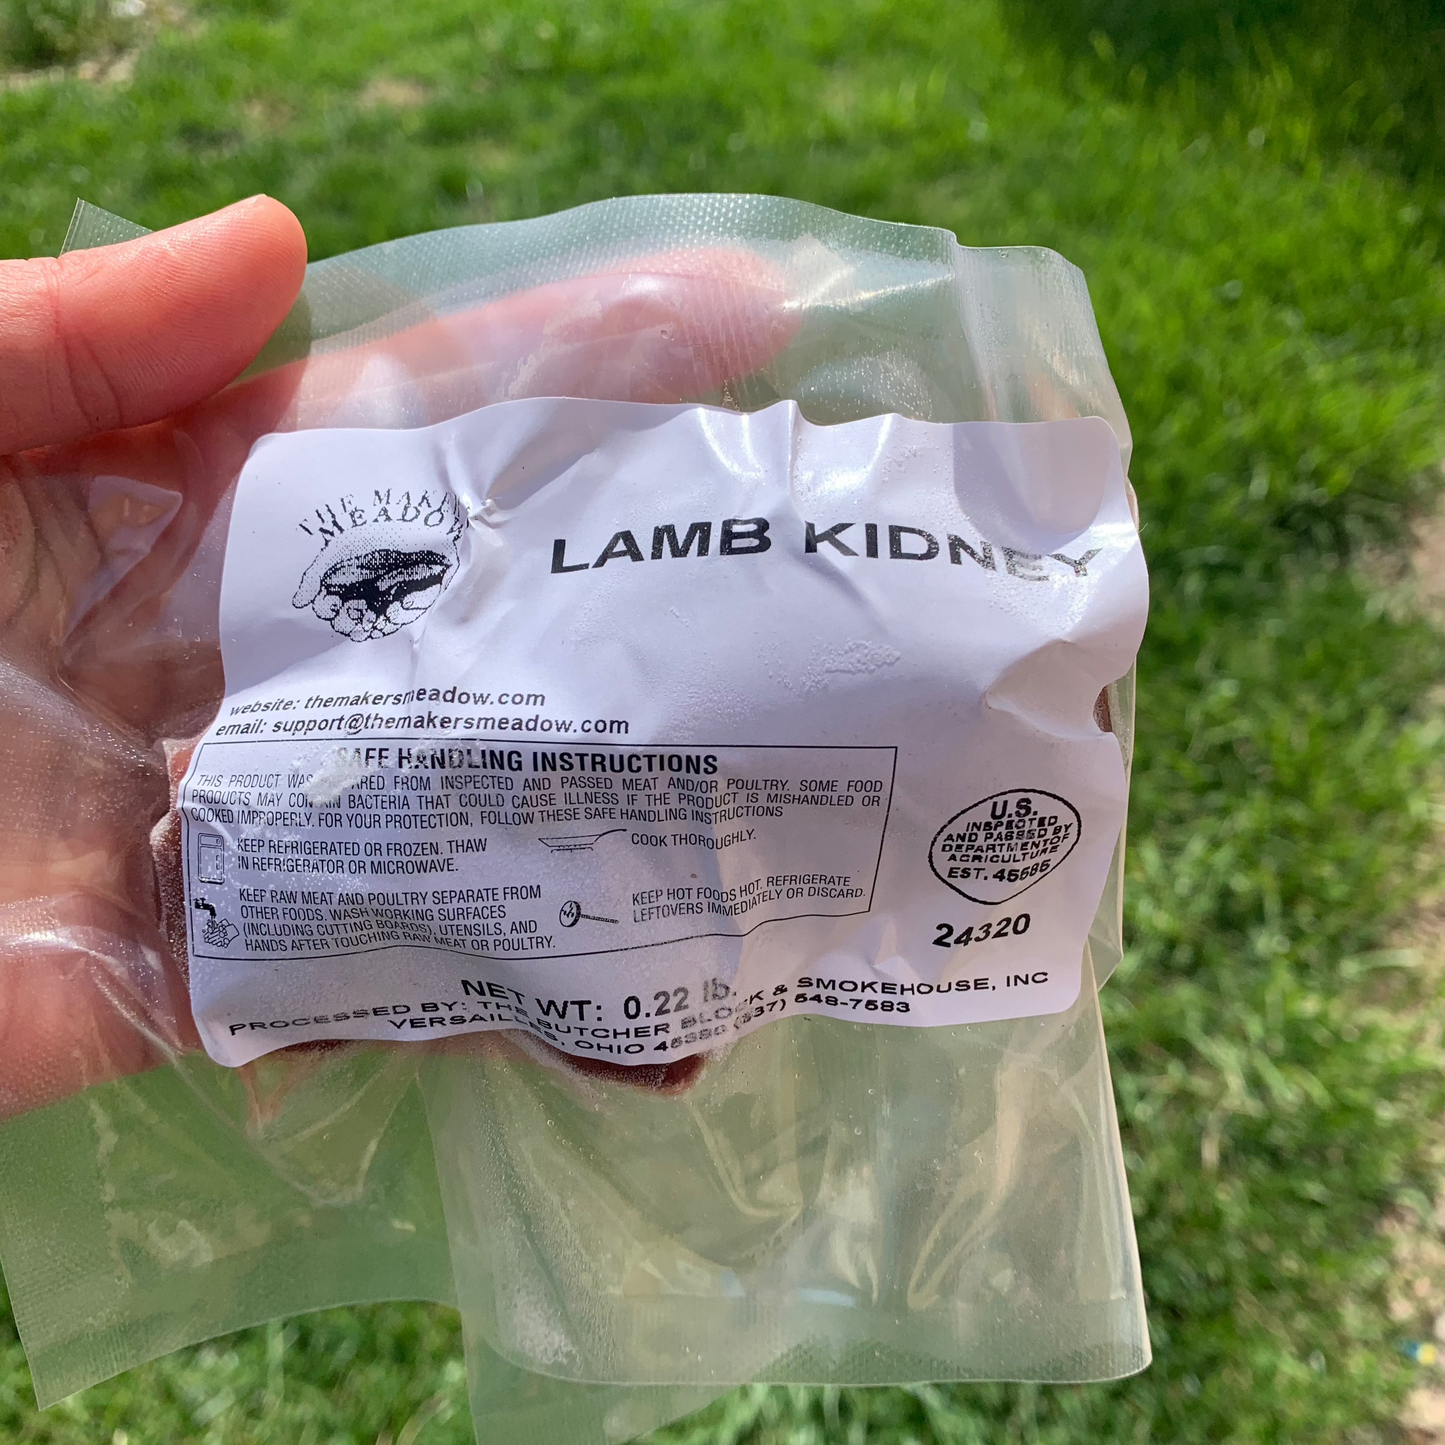 THE MAKERS
MEADOW
LAMB KIDNEY
website: themakersmeadow.com
email: support@themakersmeadow.com
SAFE HANDLING INSTRUCTIONS
THIS PRODUCT WAS PREPARED FROM INSPECTED AND PASSED MEAT AND/OR POULTRY. SOME FOOD
PRODUCTS MAY CONTAIN BACTERIA THAT COULD CAUSE ILLNESS IF THE PRODUCT IS MISHANDLED OR
COOKED IMPROPERLY. FOR YOUR PROTECTION, FOLLOW THESE SAFE HANDLING INSTRUCTIONS
KEEP REFRIGERATED OR FROZEN. THAW
IN REFRIGERATOR OR MICROWAVE.
COOK THOROUGHLY.
KEEP RAW MEAT AND POULTRY SEPARATE FROM
OTHER FOODS. WASH WORKING SURFACES
(INCLUDING CUTTING BOARDS), UTENSILS, AND
HANDS AFTER TOUCHING RAW MEAT OR POULTRY.
KEEP HOT FOODS HOT. REFRIGERATE
LEFTOVERS IMMEDIATELY OR DISCARD.
U.S.
INSPECTED
AND PASSED BY
DEPARTMENT OF
AGRICULTURE
EST.
24320
NET WT: 0.22 lb.
PROCESSED BY: THE BUTCHER BLOCK & SMOKEHOUSE, INC
VERSAILLES, OHIO 45380 (937) 548-7583